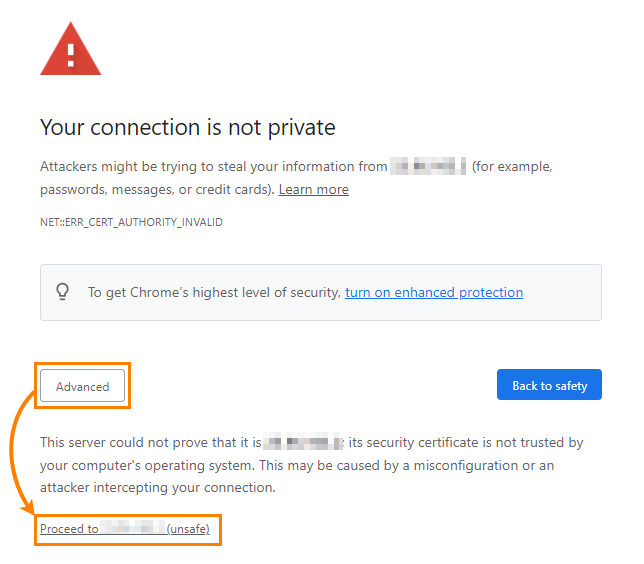 Your connection is not private
Attackers might be trying to steal your information from (for example,
passwords, messages, or credit cards). Learn more
NET::ERR_CERT_AUTHORITY_INVALID
To get Chrome's highest level of security, turn on enhanced protection
Advanced
Back to safety
This server could not prove that it is ; its security certificate is not trusted by
your computer's operating system. This may be caused by a misconfiguration or an
attacker intercepting your connection.
Proceed to (unsafe)